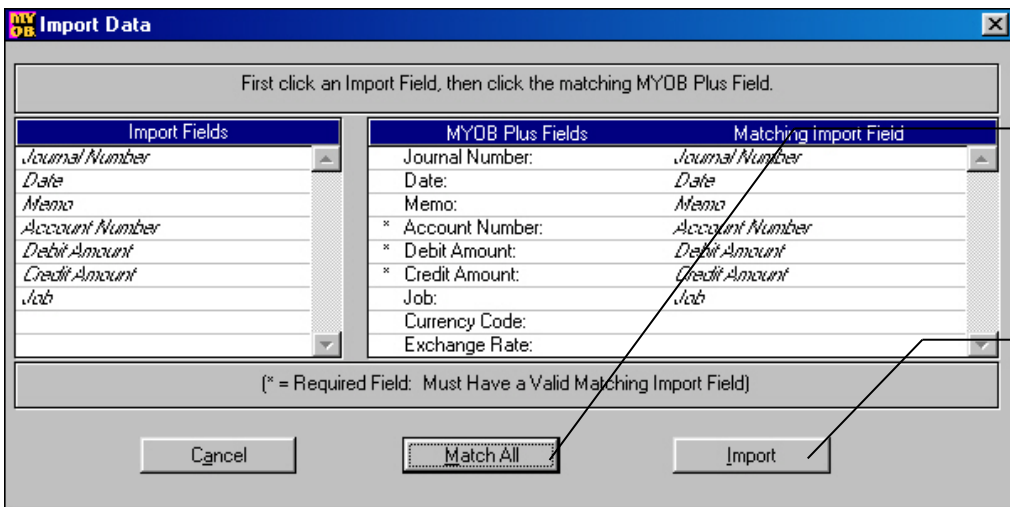 MYOB Import Data
First click an Import Field, then click the matching MYOB Plus Field.
Import Fields
Journal Number
Date
Memo
Account Number
Debit Amount
Credit Amount
Job
MYOB Plus Fields Matching Import Field
Journal Number: Journal Number
Date: Date
Memo: Memo
* Account Number: Account Number
* Debit Amount: Debit Amount
* Credit Amount: Credit Amount
Job: Job
Currency Code:
Exchange Rate:
(* = Required Field: Must Have a Valid Matching Import Field)
Cancel Match All Import